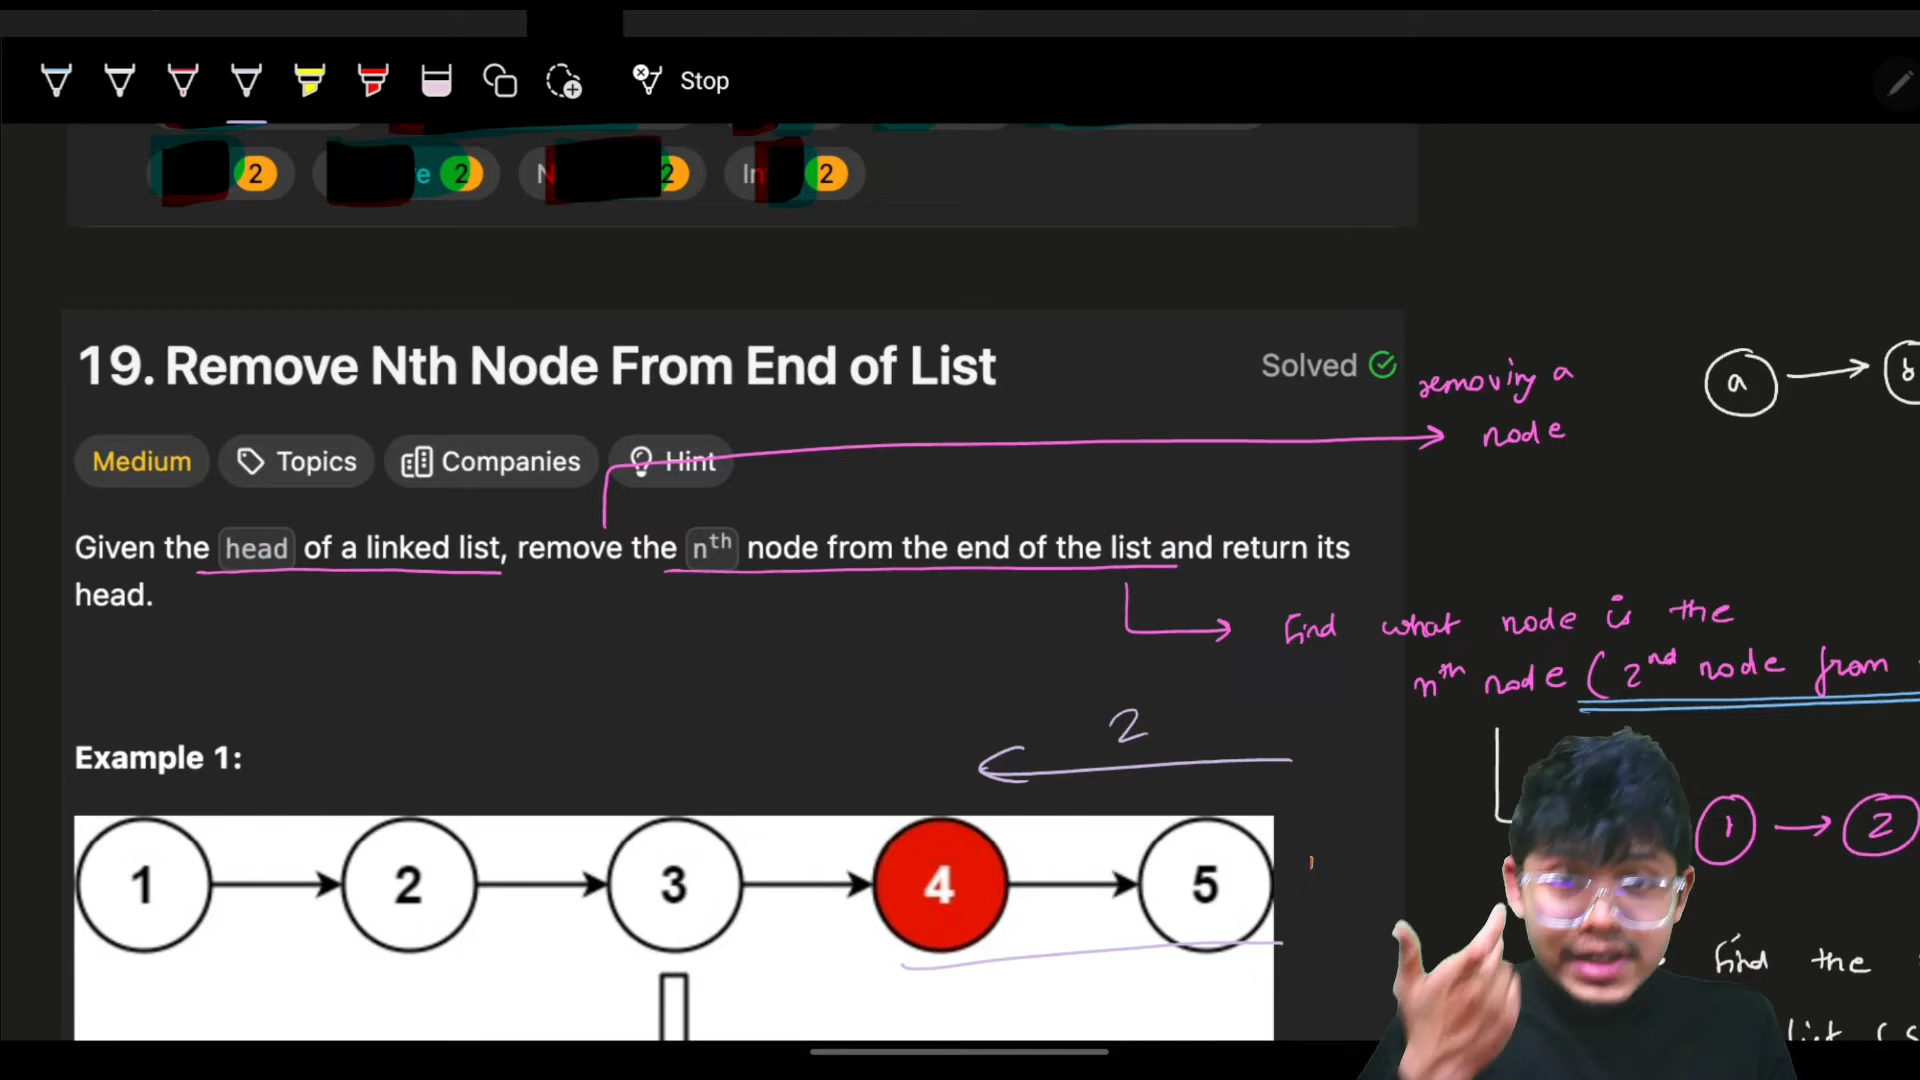 Stop
2
e 2
N 2
In 2
19. Remove Nth Node From End of List
Solved
removing a
node
a
b
Medium
Topics
Companies
Hint
Given the head of a linked list, remove the nth node from the end of the list and return its
head.
find what node is the
nth node (2nd node from
2
Example 1:
1 2 3 4 5
1 2
find the
list (s